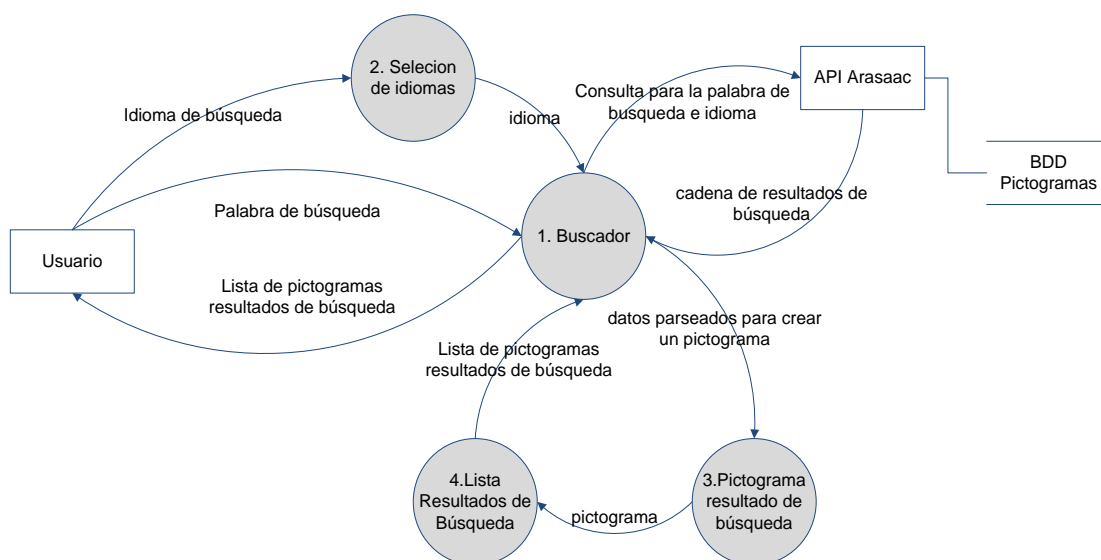 2. Selecion
de idiomas
API Arasaac
Consulta para la palabra de
busqueda e idioma
Idioma de búsqueda
idioma
BDD
Pictogramas
cadena de resultados de
búsqueda
Palabra de búsqueda
1. Buscador
Usuario
Lista de pictogramas
resultados de búsqueda
datos parseados para crear
un pictograma
Lista de pictogramas
resultados de búsqueda
4.Lista
Resultados de
Búsqueda
pictograma
3.Pictograma
resultado de
búsqueda